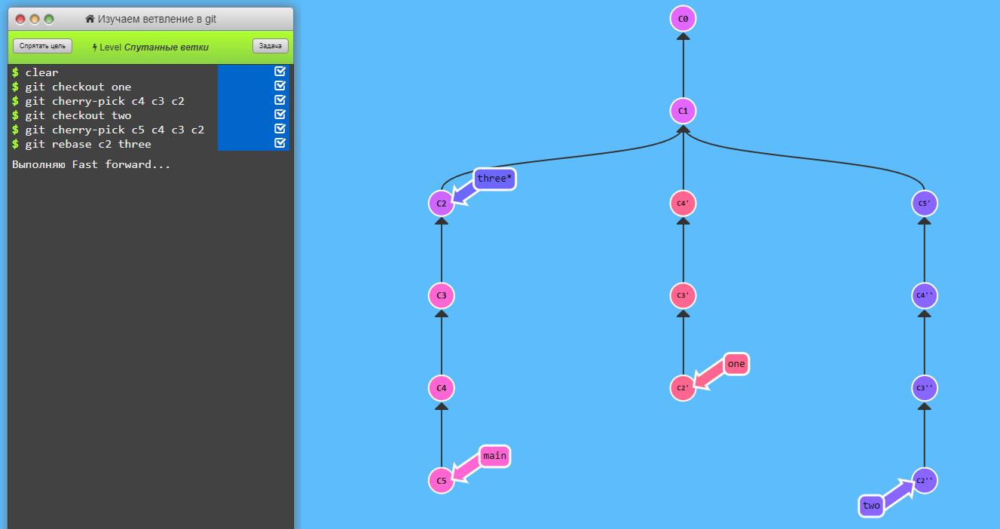 Изучаем ветвление в git
Спрятать цель
Level Спутанные ветки
Задача
$ clear
$ git checkout one
$ git cherry-pick c4 c3 c2
$ git checkout two
$ git cherry-pick c5 c4 c3 c2
$ git rebase c2 three
Выполняю Fast forward...
C0
C1
three*
C2
C4'
C5'
C3
C3'
C4''
one
C4
C2'
C3''
main
C5
C2''
two